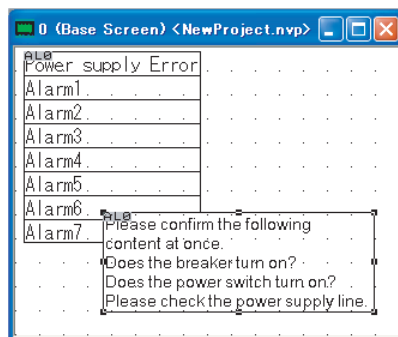 0 (Base Screen) <NewProject.nvp>
AL0
Power supply Error
Alarm1
Alarm2
Alarm3
Alarm4
Alarm5
Alarm6
Alarm7
AL0
Please confirm the following
content at once.
Does the breaker turn on?
Does the power switch turn on?
Please check the power supply line.